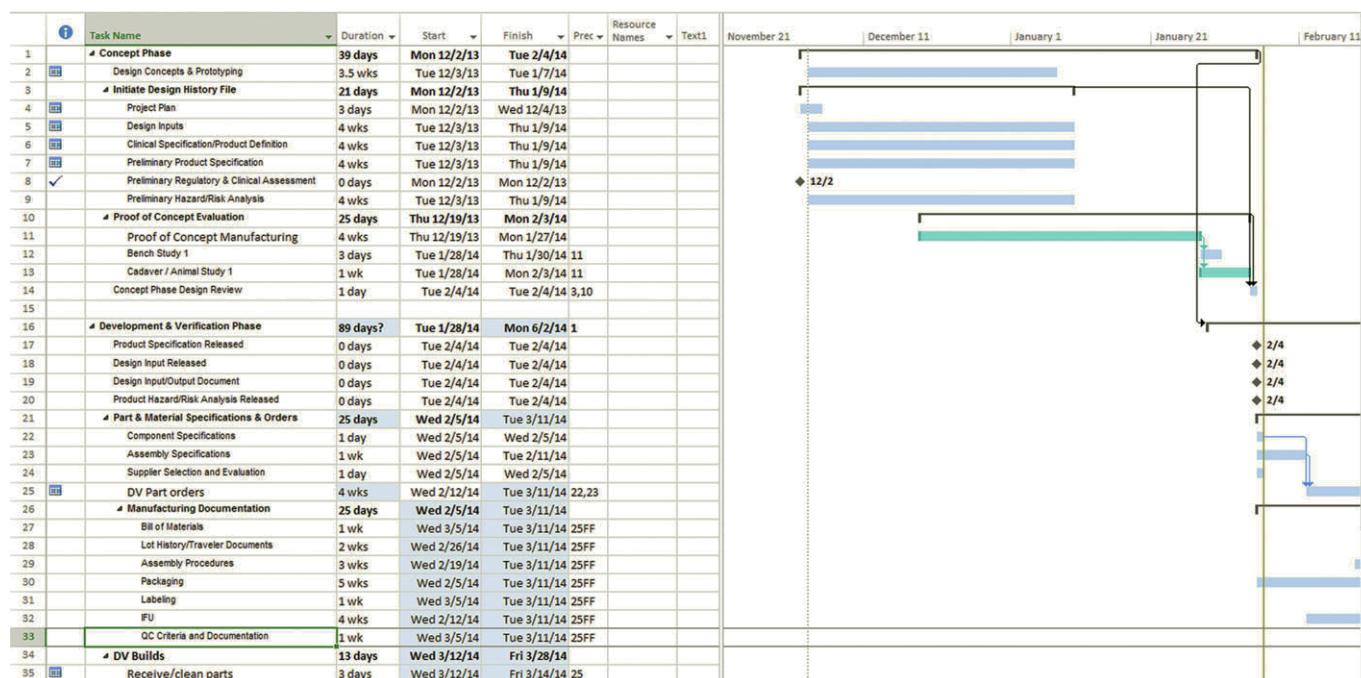 Task Name Duration Start Finish Prec Resource Names Text1 November 21 December 11 January 1 January 21 February 11
1 Concept Phase 39 days Mon 12/2/13 Tue 2/4/14
2 Design Concepts & Prototyping 3.5 wks Tue 12/3/13 Tue 1/7/14
3 Initiate Design History File 21 days Mon 12/2/13 Thu 1/9/14
4 Project Plan 3 days Mon 12/2/13 Wed 12/4/13
5 Design Inputs 4 wks Tue 12/3/13 Thu 1/9/14
6 Clinical Specification/Product Definition 4 wks Tue 12/3/13 Thu 1/9/14
7 Preliminary Product Specification 4 wks Tue 12/3/13 Thu 1/9/14
8 Preliminary Regulatory & Clinical Assessment 0 days Mon 12/2/13 Mon 12/2/13 12/2
9 Preliminary Hazard/Risk Analysis 4 wks Tue 12/3/13 Thu 1/9/14
10 Proof of Concept Evaluation 25 days Thu 12/19/13 Mon 2/3/14
11 Proof of Concept Manufacturing 4 wks Thu 12/19/13 Mon 1/27/14
12 Bench Study 1 3 days Tue 1/28/14 Thu 1/30/14 11
13 Cadaver / Animal Study 1 1 wk Tue 1/28/14 Mon 2/3/14 11
14 Concept Phase Design Review 1 day Tue 2/4/14 Tue 2/4/14 3,10
15
16 Development & Verification Phase 89 days? Tue 1/28/14 Mon 6/2/14 1
17 Product Specification Released 0 days Tue 2/4/14 Tue 2/4/14 2/4
18 Design Input Released 0 days Tue 2/4/14 Tue 2/4/14 2/4
19 Design Input/Output Document 0 days Tue 2/4/14 Tue 2/4/14 2/4
20 Product Hazard/Risk Analysis Released 0 days Tue 2/4/14 Tue 2/4/14 2/4
21 Part & Material Specifications & Orders 25 days Wed 2/5/14 Tue 3/11/14
22 Component Specifications 1 day Wed 2/5/14 Wed 2/5/14
23 Assembly Specifications 1 wk Wed 2/5/14 Tue 2/11/14
24 Supplier Selection and Evaluation 1 day Wed 2/5/14 Wed 2/5/14
25 DV Part orders 4 wks Wed 2/12/14 Tue 3/11/14 22,23
26 Manufacturing Documentation 25 days Wed 2/5/14 Tue 3/11/14
27 Bill of Materials 1 wk Wed 3/5/14 Tue 3/11/14 25FF
28 Lot History/Traveler Documents 2 wks Wed 2/26/14 Tue 3/11/14 25FF
29 Assembly Procedures 3 wks Wed 2/19/14 Tue 3/11/14 25FF
30 Packaging 5 wks Wed 2/5/14 Tue 3/11/14 25FF
31 Labeling 1 wk Wed 3/5/14 Tue 3/11/14 25FF
32 IFU 4 wks Wed 2/12/14 Tue 3/11/14 25FF
33 QC Criteria and Documentation 1 wk Wed 3/5/14 Tue 3/11/14 25FF
34 DV Builds 13 days Wed 3/12/14 Fri 3/28/14
35 Receive/clean parts 3 days Wed 3/12/14 Fri 3/14/14 25